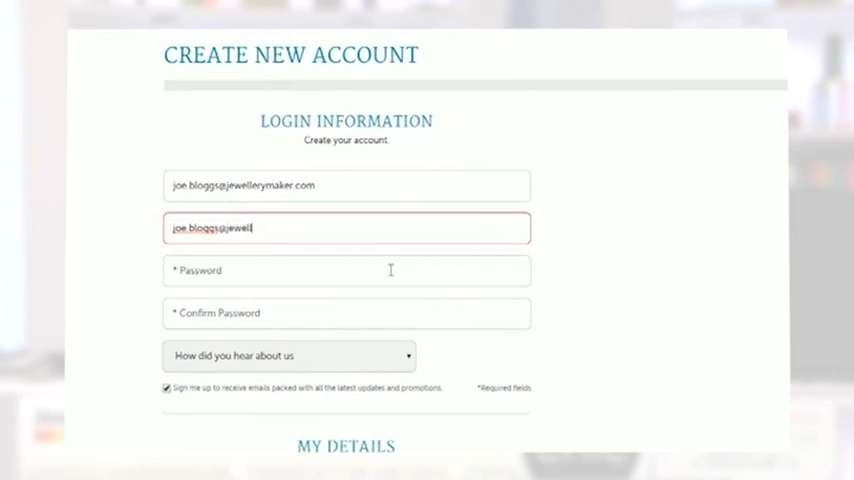 CREATE NEW ACCOUNT
LOGIN INFORMATION
Create your account.
joe.bloggs@jewellerymaker.com
joe.bloggs@jewell
* Password
* Confirm Password
How did you hear about us
Sign me up to receive emails packed with all the latest updates and promotions. *Required fields
MY DETAILS